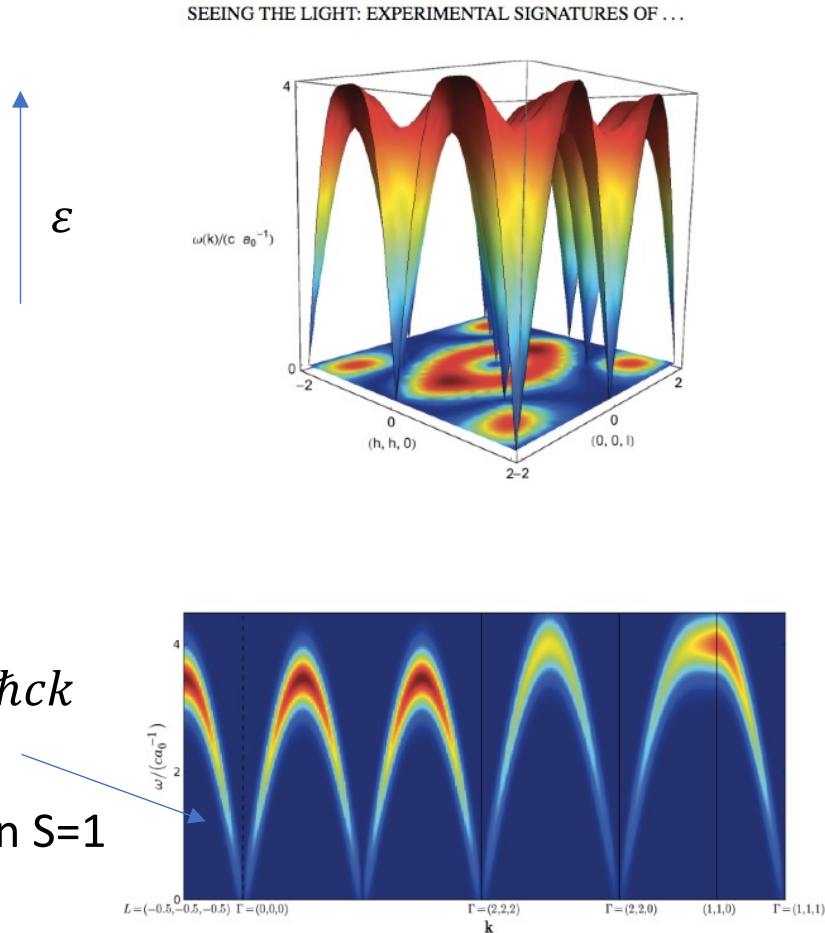 SEEING THE LIGHT: EXPERIMENTAL SIGNATURES OF ...
4
ε
ω(k)/(c a₀⁻¹)
0
−2
2
0
0
(h, h, 0)
(0, 0, l)
2−2
4
ħck
ω/(ca₀⁻¹)
2
n S=1
0
L=(−0.5,−0.5,−0.5) Γ=(0,0,0) Γ=(2,2,2) Γ=(2,2,0) (1,1,0) Γ=(1,1,1)
k